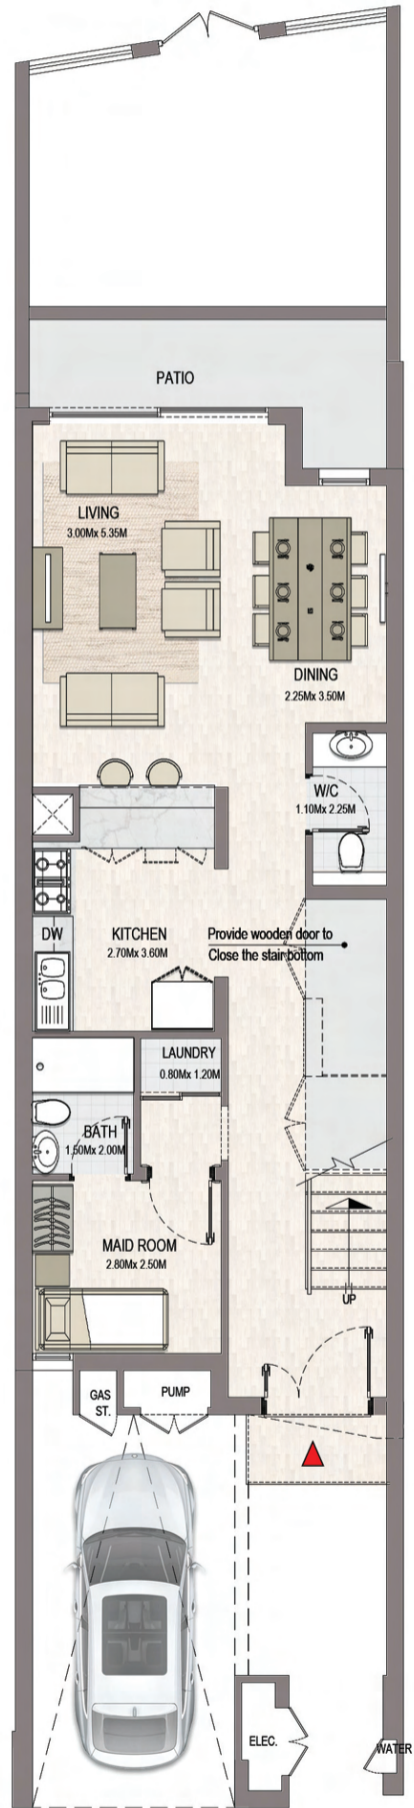 PATIO
LIVING
3.00Mx 5.35M
DINING
2.25Mx 3.50M
W/C
1.10Mx 2.25M
DW
KITCHEN
2.70Mx 3.60M
Provide wooden door to
Close the stair bottom
LAUNDRY
0.80Mx 1.20M
BATH
1.50Mx 2.00M
MAID ROOM
2.80Mx 2.50M
UP
GAS
ST.
PUMP
ELEC.
WATER